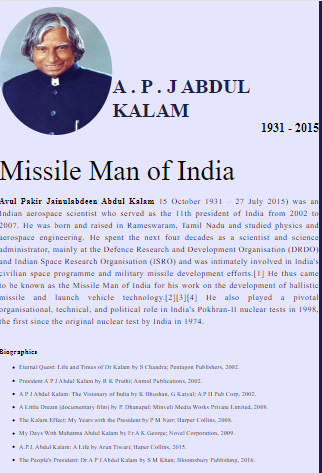 A . P . J ABDUL
KALAM
1931 - 2015
Missile Man of India
Avul Pakir Jainulabdeen Abdul Kalam 15 October 1931 – 27 July 2015) was an
Indian aerospace scientist who served as the 11th president of India from 2002 to
2007. He was born and raised in Rameswaram, Tamil Nadu and studied physics and
aerospace engineering. He spent the next four decades as a scientist and science
administrator, mainly at the Defence Research and Development Organisation (DRDO)
and Indian Space Research Organisation (ISRO) and was intimately involved in India's
civilian space programme and military missile development efforts.[1] He thus came
to be known as the Missile Man of India for his work on the development of ballistic
missile and launch vehicle technology.[2][3][4] He also played a pivotal
organisational, technical, and political role in India's Pokhran-II nuclear tests in 1998,
the first since the original nuclear test by India in 1974.
Biographies
Eternal Quest: Life and Times of Dr Kalam by S Chandra; Pentagon Publishers, 2002.
President A P J Abdul Kalam by R K Pruthi; Anmol Publications, 2002.
A P J Abdul Kalam: The Visionary of India by K Bhushan, G Katyal; A P H Pub Corp, 2002.
A Little Dream (documentary film) by P. Dhanapal; Minveli Media Works Private Limited, 2008.
The Kalam Effect: My Years with the President by P M Nair; Harper Collins, 2008.
My Days With Mahatma Abdul Kalam by Fr A K George; Novel Corporation, 2009.
A.P.J. Abdul Kalam: A Life by Arun Tiwari; Haper Collins, 2015.
The People's President: Dr A P J Abdul Kalam by S M Khan; Bloomsbury Publishing, 2016.